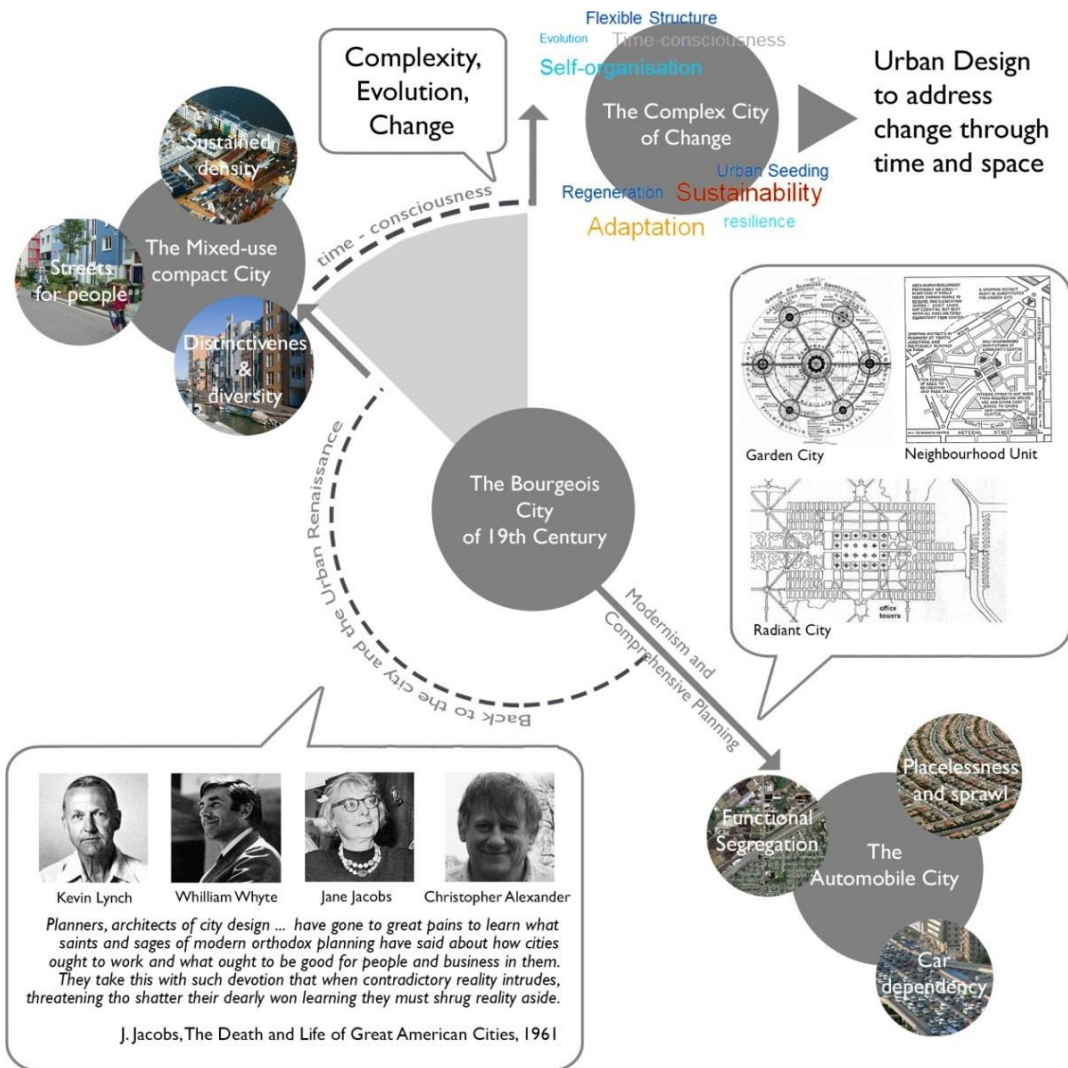 Flexible Structure
Evolution
Time-consciousness
Self-organisation
The Complex City
of Change
Urban Seeding
Regeneration
Sustainability
Adaptation
resilience
Complexity,
Evolution,
Change
Urban Design
to address
change through
time and space
Sustained
density
The Mixed-use
compact City
Streets
for people
Distinctivenes
&
diversity
time - consciousness
The Bourgeois
City
of 19th Century
Back to the city and the Urban Renaissance
Modernism and
Comprehensive Planning
Garden City
Neighbourhood Unit
ARTERIAL STREET
office
towers
Radiant City
Placelessness
and sprawl
Functional
Segregation
The
Automobile City
Car
dependency
Kevin Lynch
Whilliam Whyte
Jane Jacobs
Christopher Alexander
Planners, architects of city design ... have gone to great pains to learn what
saints and sages of modern orthodox planning have said about how cities
ought to work and what ought to be good for people and business in them.
They take this with such devotion that when contradictory reality intrudes,
threatening tho shatter their dearly won learning they must shrug reality aside.
J. Jacobs, The Death and Life of Great American Cities, 1961